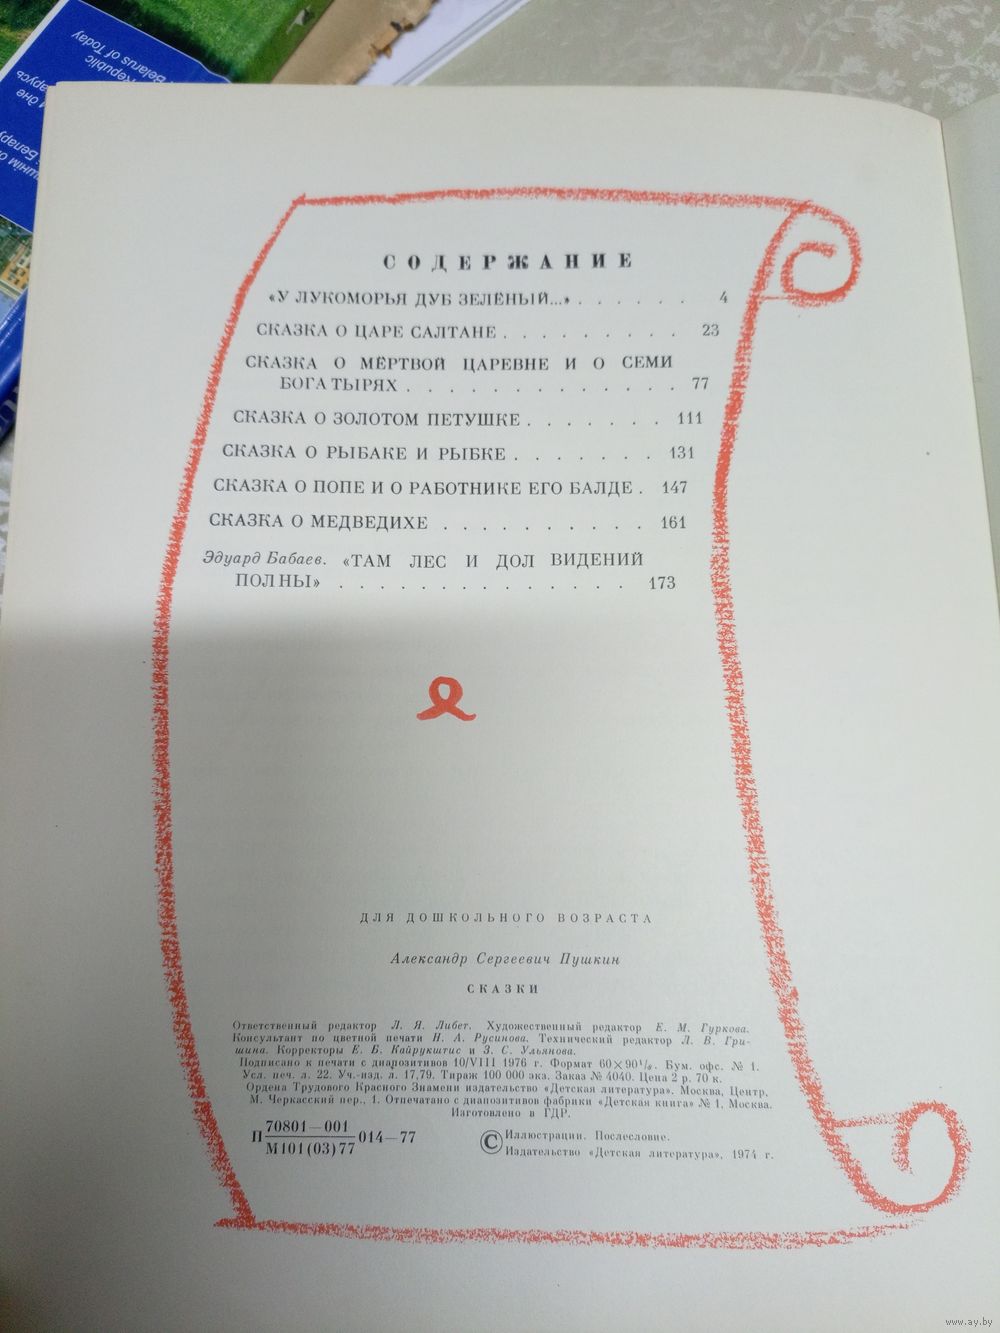 Republic
Belarus of Today
СОДЕРЖАНИЕ
«У ЛУКОМОРЬЯ ДУБ ЗЕЛЁНЫЙ...» . . . . . . 4
СКАЗКА О ЦАРЕ САЛТАНЕ . . . . . . . . . 23
СКАЗКА О МЁРТВОЙ ЦАРЕВНЕ И О СЕМИ
БОГАТЫРЯХ . . . . . . . . . . . . . 77
СКАЗКА О ЗОЛОТОМ ПЕТУШКЕ . . . . . . . 111
СКАЗКА О РЫБАКЕ И РЫБКЕ . . . . . . . 131
СКАЗКА О ПОПЕ И О РАБОТНИКЕ ЕГО БАЛДЕ . 147
СКАЗКА О МЕДВЕДИХЕ . . . . . . . . . . 161
Эдуард Бабаев. «ТАМ ЛЕС И ДОЛ ВИДЕНИЙ
ПОЛНЫ» . . . . . . . . . . . . . . 173
ДЛЯ ДОШКОЛЬНОГО ВОЗРАСТА
Александр Сергеевич Пушкин
СКАЗКИ
Ответственный редактор Л. Я. Либет. Художественный редактор Е. М. Гуркова.
Консультант по цветной печати Н. А. Русинова. Технический редактор Л. В. Гри-
шина. Корректоры Е. Б. Кайрукштис и З. С. Ульянова.
Подписано к печати с диапозитивов 10/VIII 1976 г. Формат 60×90 1/8. Бум. офс. № 1.
Усл. печ. л. 22. Уч.-изд. л. 17,79. Тираж 100 000 экз. Заказ № 4040. Цена 2 р. 70 к.
Ордена Трудового Красного Знамени издательство «Детская литература». Москва, Центр,
М. Черкасский пер., 1. Отпечатано с диапозитивов фабрики «Детская книга» № 1, Москва.
Изготовлено в ГДР.
П 70801—001 / М101(03)77 014—77
© Иллюстрации. Послесловие.
Издательство «Детская литература», 1974 г.
www.ay.by